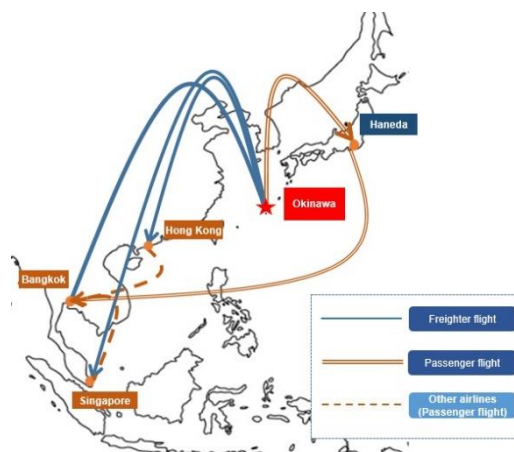 Haneda
Okinawa
Hong Kong
Bangkok
Singapore
Freighter flight
Passenger flight
Other airlines
(Passenger flight)